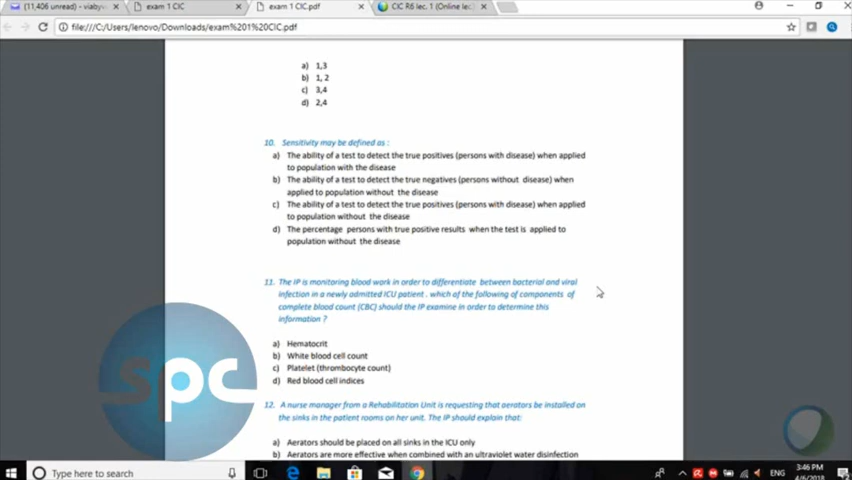 (11,406 unread) - viabyv
exam 1 CIC
exam 1 CIC.pdf
CIC R6 lec. 1 (Online lec
file:///C:/Users/lenovo/Downloads/exam%201%20CIC.pdf
a) 1,3
b) 1, 2
c) 3,4
d) 2,4
10. Sensitivity may be defined as :
a) The ability of a test to detect the true positives (persons with disease) when applied
to population with the disease
b) The ability of a test to detect the true negatives (persons without disease) when
applied to population without the disease
c) The ability of a test to detect the true positives (persons with disease) when applied
to population without the disease
d) The percentage persons with true positive results when the test is applied to
population without the disease
11. The IP is monitoring blood work in order to differentiate between bacterial and viral
infection in a newly admitted ICU patient . which of the following of components of
complete blood count (CBC) should the IP examine in order to determine this
information ?
a) Hematocrit
b) White blood cell count
c) Platelet (thrombocyte count)
d) Red blood cell indices
spc
12. A nurse manager from a Rehabilitation Unit is requesting that aerators be installed on
the sinks in the patient rooms on her unit. The IP should explain that:
a) Aerators should be placed on all sinks in the ICU only
b) Aerators are more effective when combined with an ultraviolet water disinfection
Type here to search
3:46 PM
4/6/2018